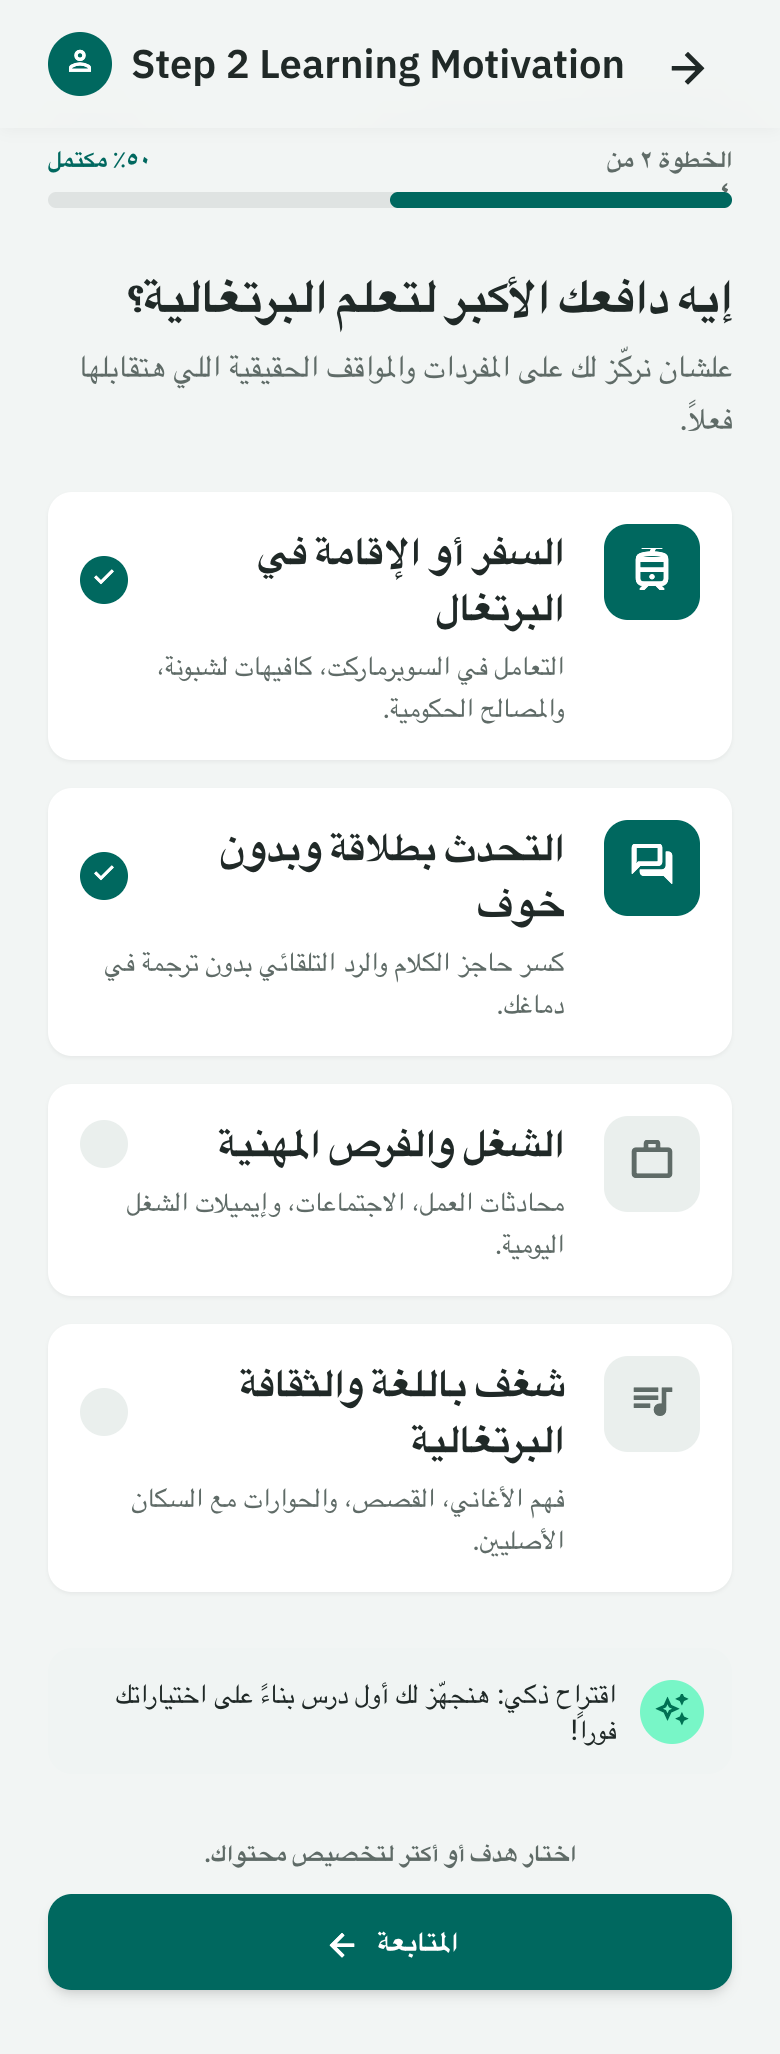 Step 2 Learning Motivation
الخطوة ٢ من
٤
٥٠٪ مكتمل
إيه دافعك الأكبر لتعلم البرتغالية؟
علشان نركّز لك على المفردات والمواقف الحقيقية اللي هتقابلها
فعلاً.
السفر أو الإقامة في
البرتغال
التعامل في السوبرماركت، كافيهات لشبونة،
والمصالح الحكومية.
التحدث بطلاقة وبدون
خوف
كسر حاجز الكلام والرد التلقائي بدون ترجمة في
دماغك.
الشغل والفرص المهنية
محادثات العمل، الاجتماعات، وإيميلات الشغل
اليومية.
شغف باللغة والثقافة
البرتغالية
فهم الأغاني، القصص، والحوارات مع السكان
الأصليين.
اقتراح ذكي: هنجهّز لك أول درس بناءً على اختياراتك
فوراً!
اختار هدف أو أكتر لتخصيص محتواك.
المتابعة